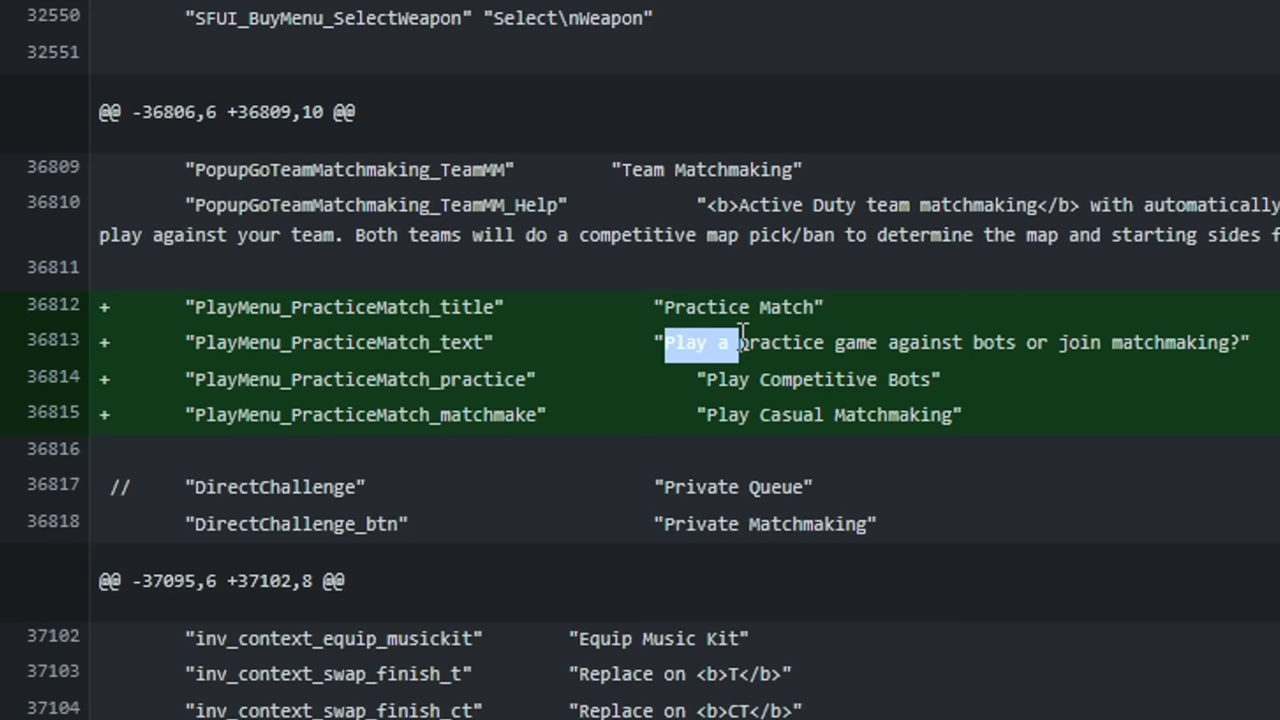 32550 "SFUI_BuyMenu_SelectWeapon" "Select\nWeapon"
32551
@@ -36806,6 +36809,10 @@
36809 "PopupGoTeamMatchmaking_TeamMM" "Team Matchmaking"
36810 "PopupGoTeamMatchmaking_TeamMM_Help" "<b>Active Duty team matchmaking</b> with automatically
play against your team. Both teams will do a competitive map pick/ban to determine the map and starting sides f
36811
36812 + "PlayMenu_PracticeMatch_title" "Practice Match"
36813 + "PlayMenu_PracticeMatch_text" "Play a practice game against bots or join matchmaking?"
36814 + "PlayMenu_PracticeMatch_practice" "Play Competitive Bots"
36815 + "PlayMenu_PracticeMatch_matchmake" "Play Casual Matchmaking"
36816
36817 // "DirectChallenge" "Private Queue"
36818 "DirectChallenge_btn" "Private Matchmaking"
@@ -37095,6 +37102,8 @@
37102 "inv_context_equip_musickit" "Equip Music Kit"
37103 "inv_context_swap_finish_t" "Replace on <b>T</b>"
37104 "inv_context_swap_finish_ct" "Replace on <b>CT</b>"